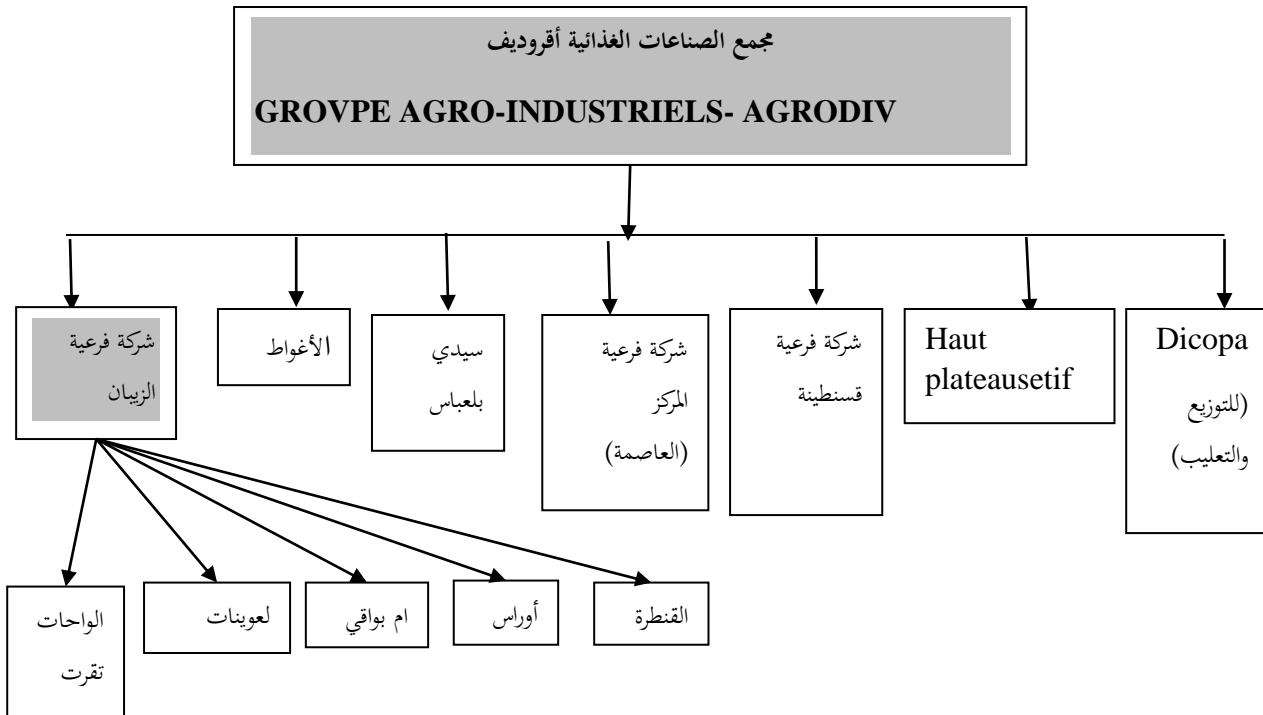 مجمع الصناعات الغذائية أقروديف
GROVPE AGRO-INDUSTRIELS- AGRODIV
شركة فرعية
الزيبان
الأغواط
سيدي
بلعباس
شركة فرعية
المركز
(العاصمة)
شركة فرعية
قسنطينة
Haut
plateausetif
Dicopa
(للتوزيع
والتعليب)
الواحات
تقرت
لعوينات
ام بواقي
أوراس
القنطرة